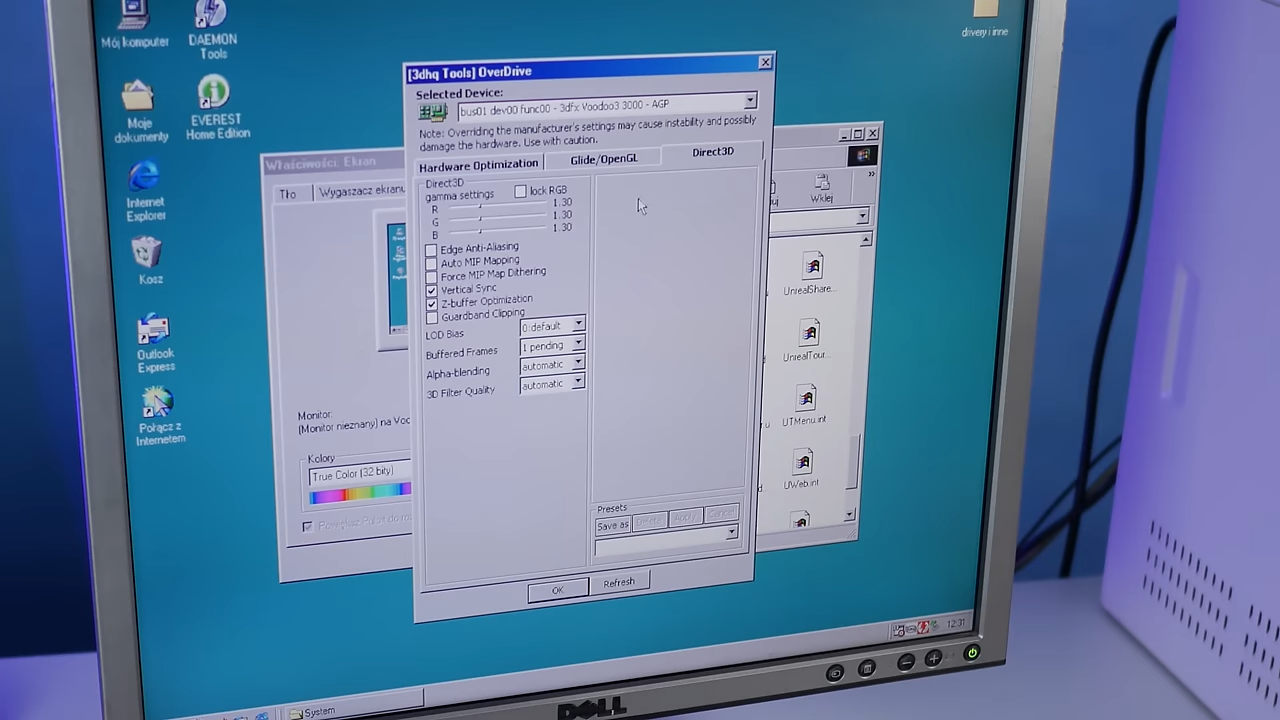 Mój komputer
DAEMON
Tools
Moje
dokumenty
EVEREST
Home Edition
Internet
Explorer
Kosz
Outlook
Express
Połącz z
Internetem
drivery i inne
Właściwości: Ekran
Tło
Wygaszacz ekranu
Monitor:
(Monitor nieznany) na Voo
Kolory
True Color (32 bity)
[3dhq Tools] OverDrive
Selected Device:
bus01 dev00 func00 - 3dfx Voodoo3 3000 - AGP
Note: Overriding the manufacturer's settings may cause instability and possibly
damage the hardware. Use with caution.
Hardware Optimization
Glide/OpenGL
Direct3D
Direct3D
gamma settings
lock RGB
R 1.30
G 1.30
B 1.30
Edge Anti-Aliasing
Auto MIP Mapping
Force MIP Map Dithering
Vertical Sync
Z-buffer Optimization
Guardband Clipping
LOD Bias 0:default
Buffered Frames 1 pending
Alpha-blending automatic
3D Filter Quality automatic
Presets
Save as Delete Apply Cancel
OK
Refresh
Wklej
UnrealShare...
UnrealTour...
UTMenu.int
UWeb.int
System
12:31
DELL